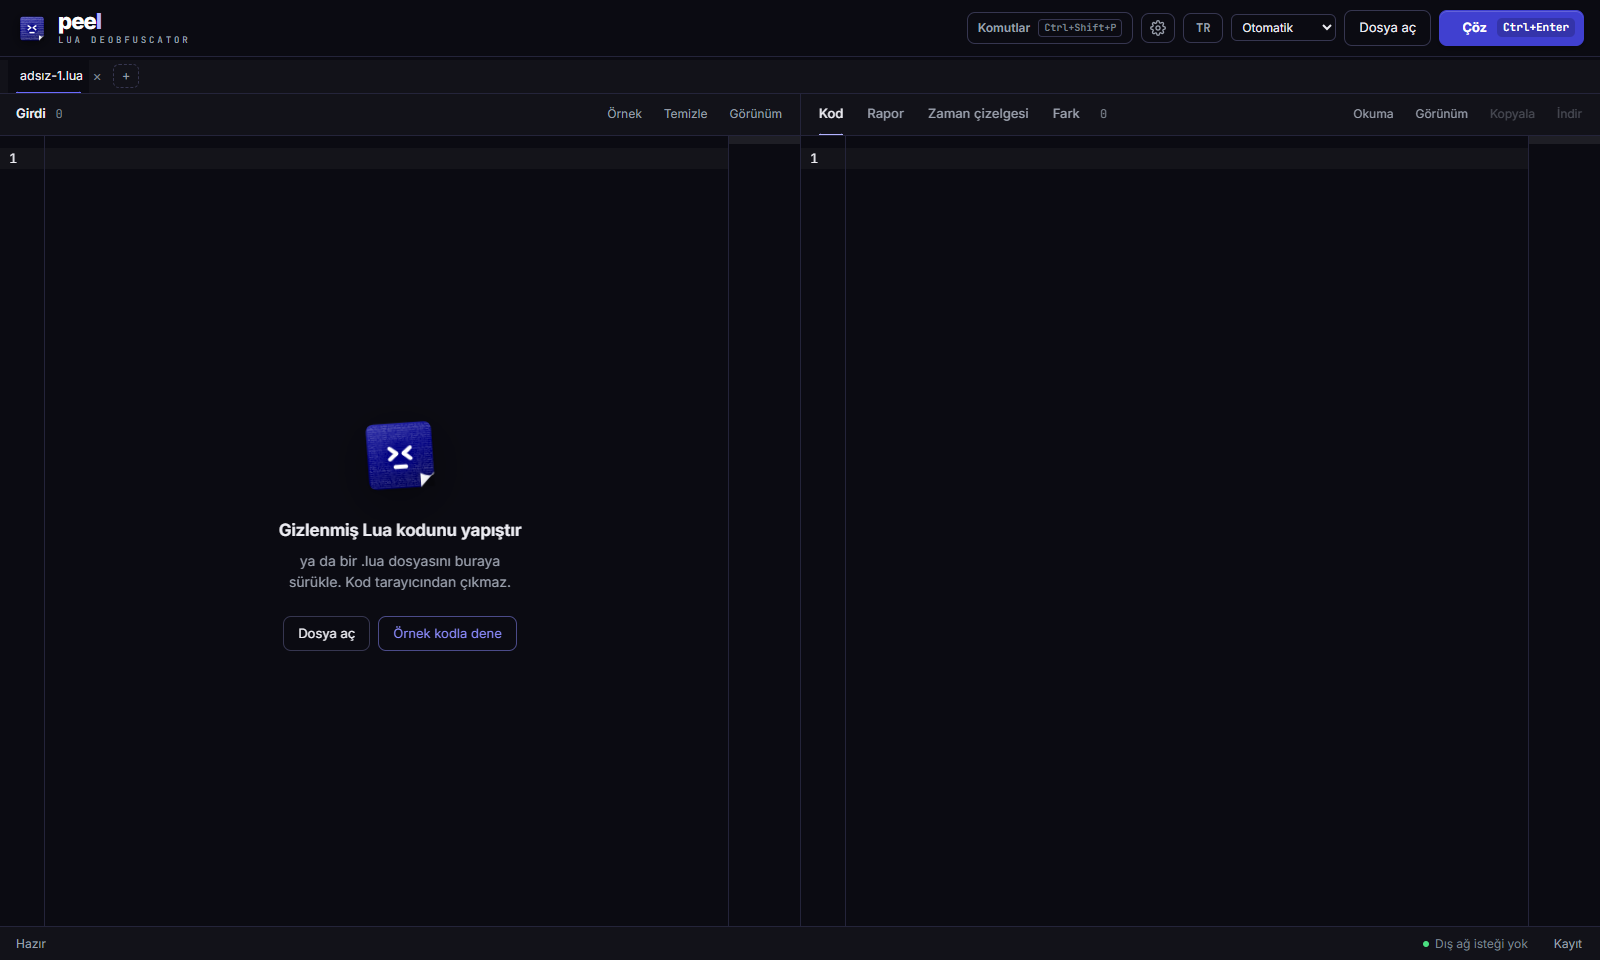 peel
LUA DEOBFUSCATOR
Komutlar Ctrl+Shift+P
TR
Otomatik
Dosya aç
Çöz Ctrl+Enter
adsız-1.lua × +
Girdi 0
Örnek Temizle Görünüm
Kod Rapor Zaman çizelgesi Fark 0
Okuma Görünüm Kopyala İndir
1
1
Gizlenmiş Lua kodunu yapıştır
ya da bir .lua dosyasını buraya
sürükle. Kod tarayıcından çıkmaz.
Dosya aç
Örnek kodla dene
Hazır
Dış ağ isteği yok
Kayıt